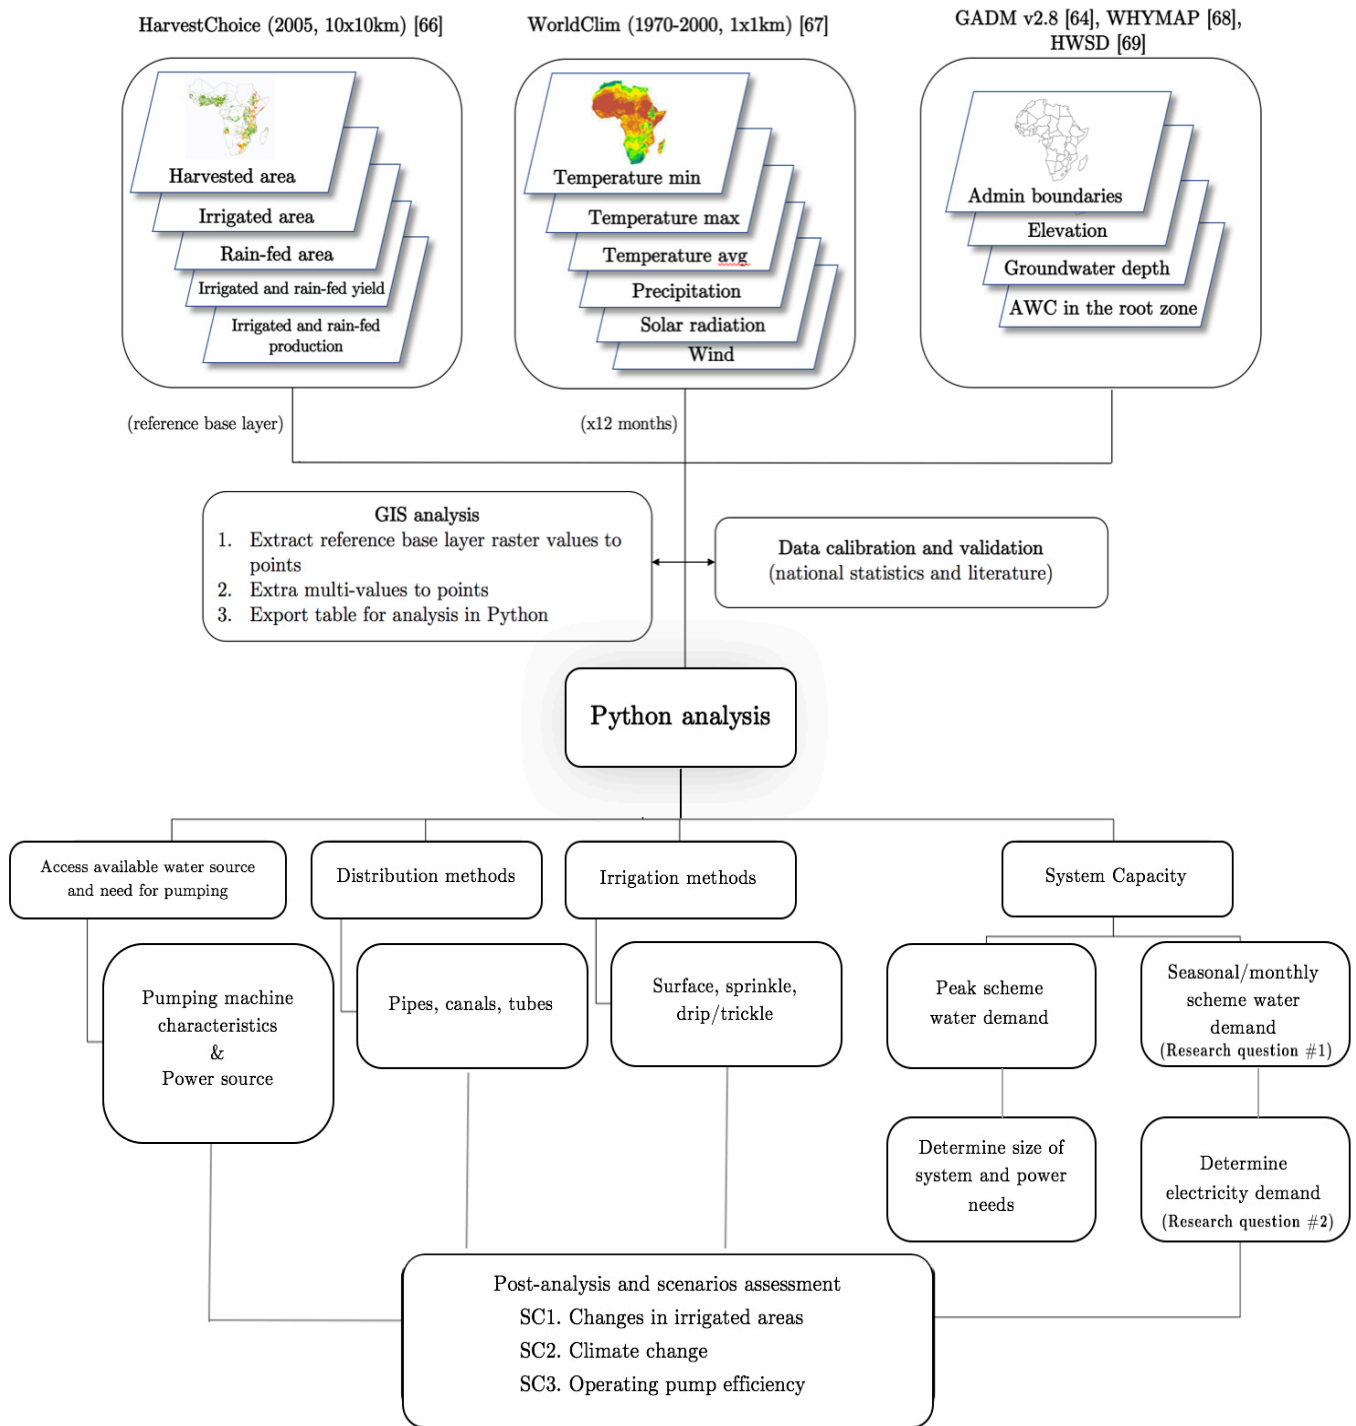 HarvestChoice (2005, 10x10km) [66]
WorldClim (1970-2000, 1x1km) [67]
GADM v2.8 [64], WHYMAP [68],
HWSD [69]
Harvested area
Irrigated area
Rain-fed area
Irrigated and rain-fed yield
Irrigated and rain-fed
production
Temperature min
Temperature max
Temperature avg
Precipitation
Solar radiation
Wind
Admin boundaries
Elevation
Groundwater depth
AWC in the root zone
(reference base layer)
(x12 months)
GIS analysis
1. Extract reference base layer raster values to
points
2. Extra multi-values to points
3. Export table for analysis in Python
Data calibration and validation
(national statistics and literature)
Python analysis
Access available water source
and need for pumping
Distribution methods
Irrigation methods
System Capacity
Pumping machine
characteristics
&
Power source
Pipes, canals, tubes
Surface, sprinkle,
drip/trickle
Peak scheme
water demand
Seasonal/monthly
scheme water
demand
(Research question #1)
Determine size of
system and power
needs
Determine
electricity demand
(Research question #2)
Post-analysis and scenarios assessment
SC1. Changes in irrigated areas
SC2. Climate change
SC3. Operating pump efficiency